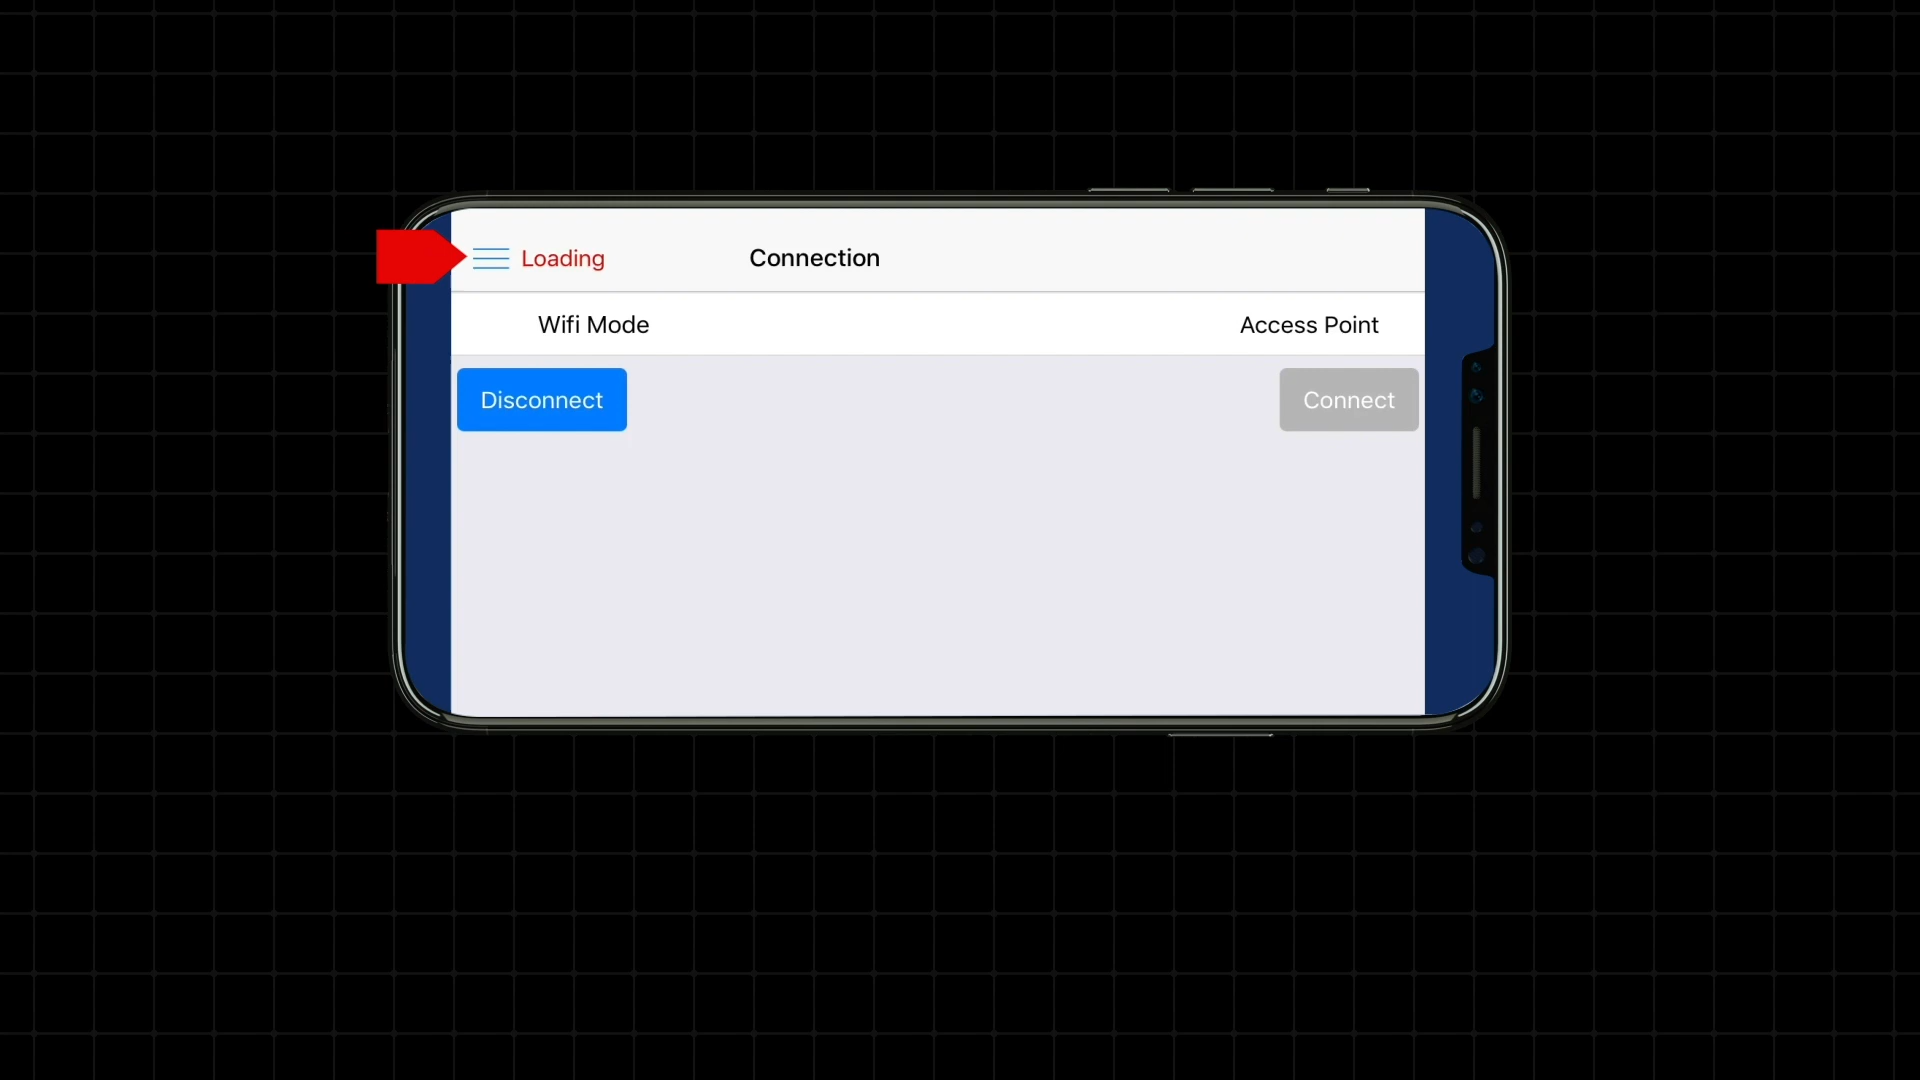 Loading
Connection
Wifi Mode
Access Point
Disconnect
Connect